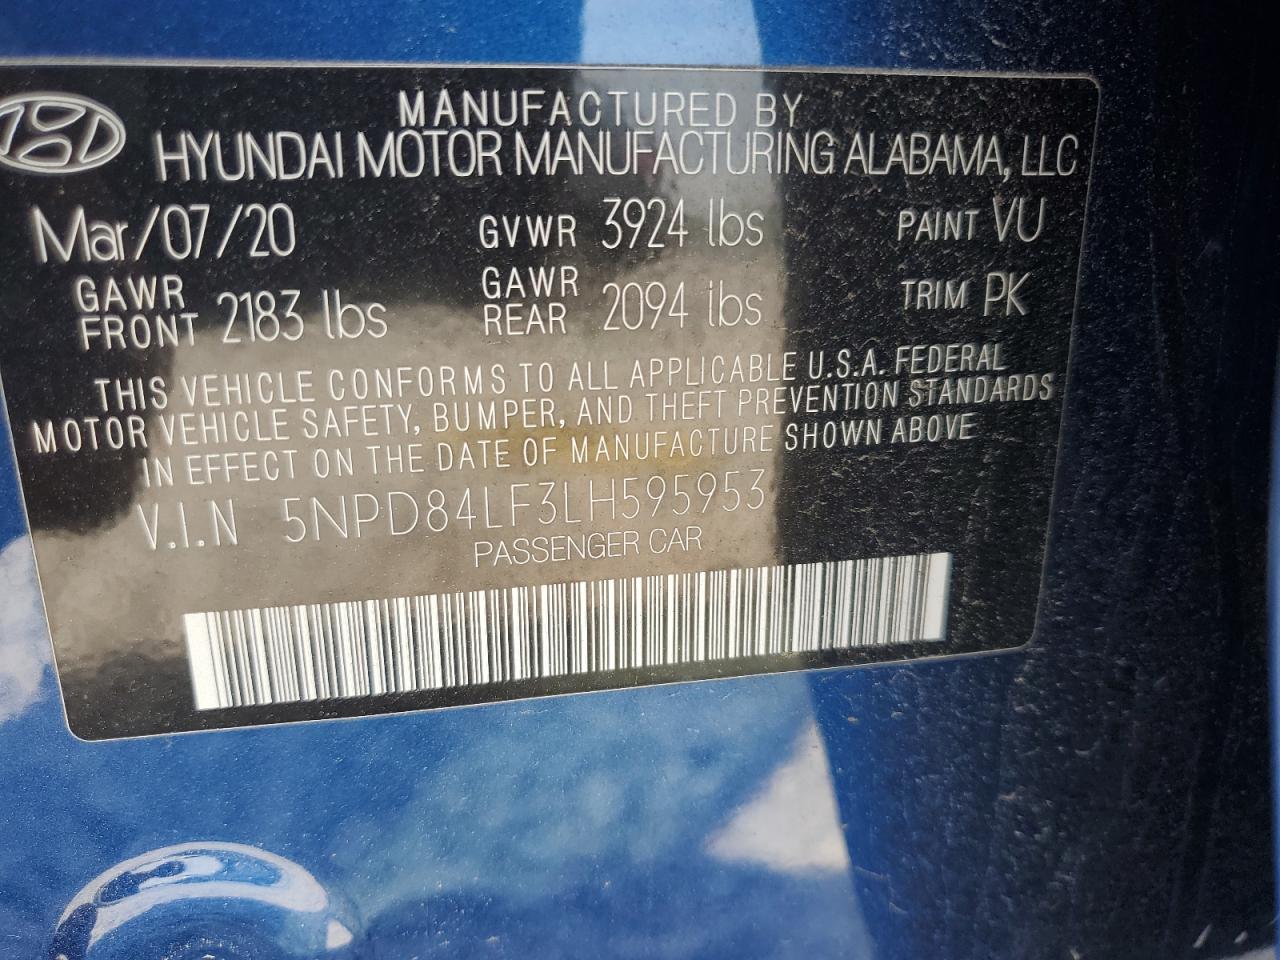 MANUFACTURED BY
HYUNDAI MOTOR MANUFACTURING ALABAMA, LLC
Mar/07/20 GVWR 3924 lbs PAINT VU
GAWR FRONT 2183 lbs GAWR REAR 2094 lbs TRIM PK
THIS VEHICLE CONFORMS TO ALL APPLICABLE U.S.A. FEDERAL
MOTOR VEHICLE SAFETY, BUMPER, AND THEFT PREVENTION STANDARDS
IN EFFECT ON THE DATE OF MANUFACTURE SHOWN ABOVE
V.I.N 5NPD84LF3LH595953
PASSENGER CAR